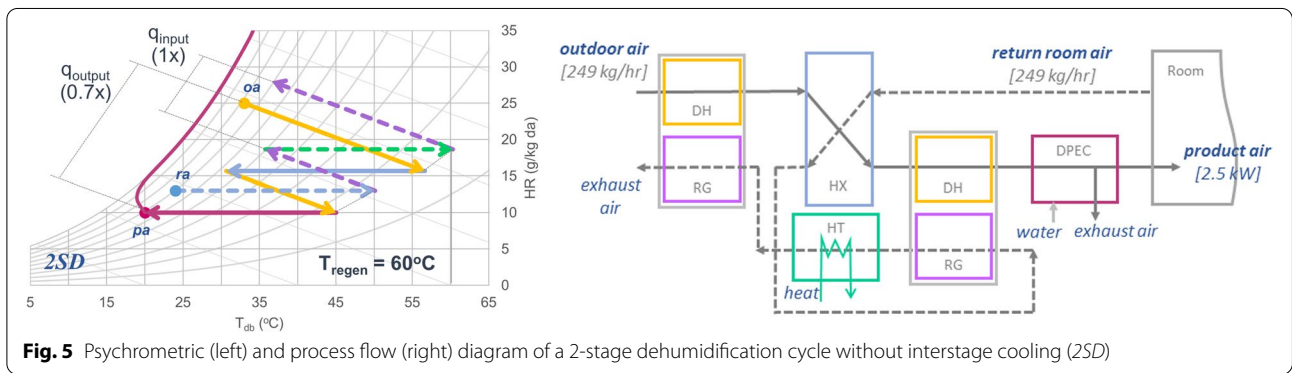 q_input
(1x)
q_output
(0.7x)
oa
ra
pa
2SD
T_regen = 60°C
35
30
25
20
15
10
5
0
HR (g/kg da)
5
15
25
35
45
55
65
T_db (°C)
outdoor air
[249 kg/hr]
return room air
[249 kg/hr]
Room
DH
RG
HX
DH
DPEC
product air
[2.5 kW]
exhaust
air
HT
RG
water
exhaust air
heat
Fig. 5 Psychrometric (left) and process flow (right) diagram of a 2-stage dehumidification cycle without interstage cooling (2SD)